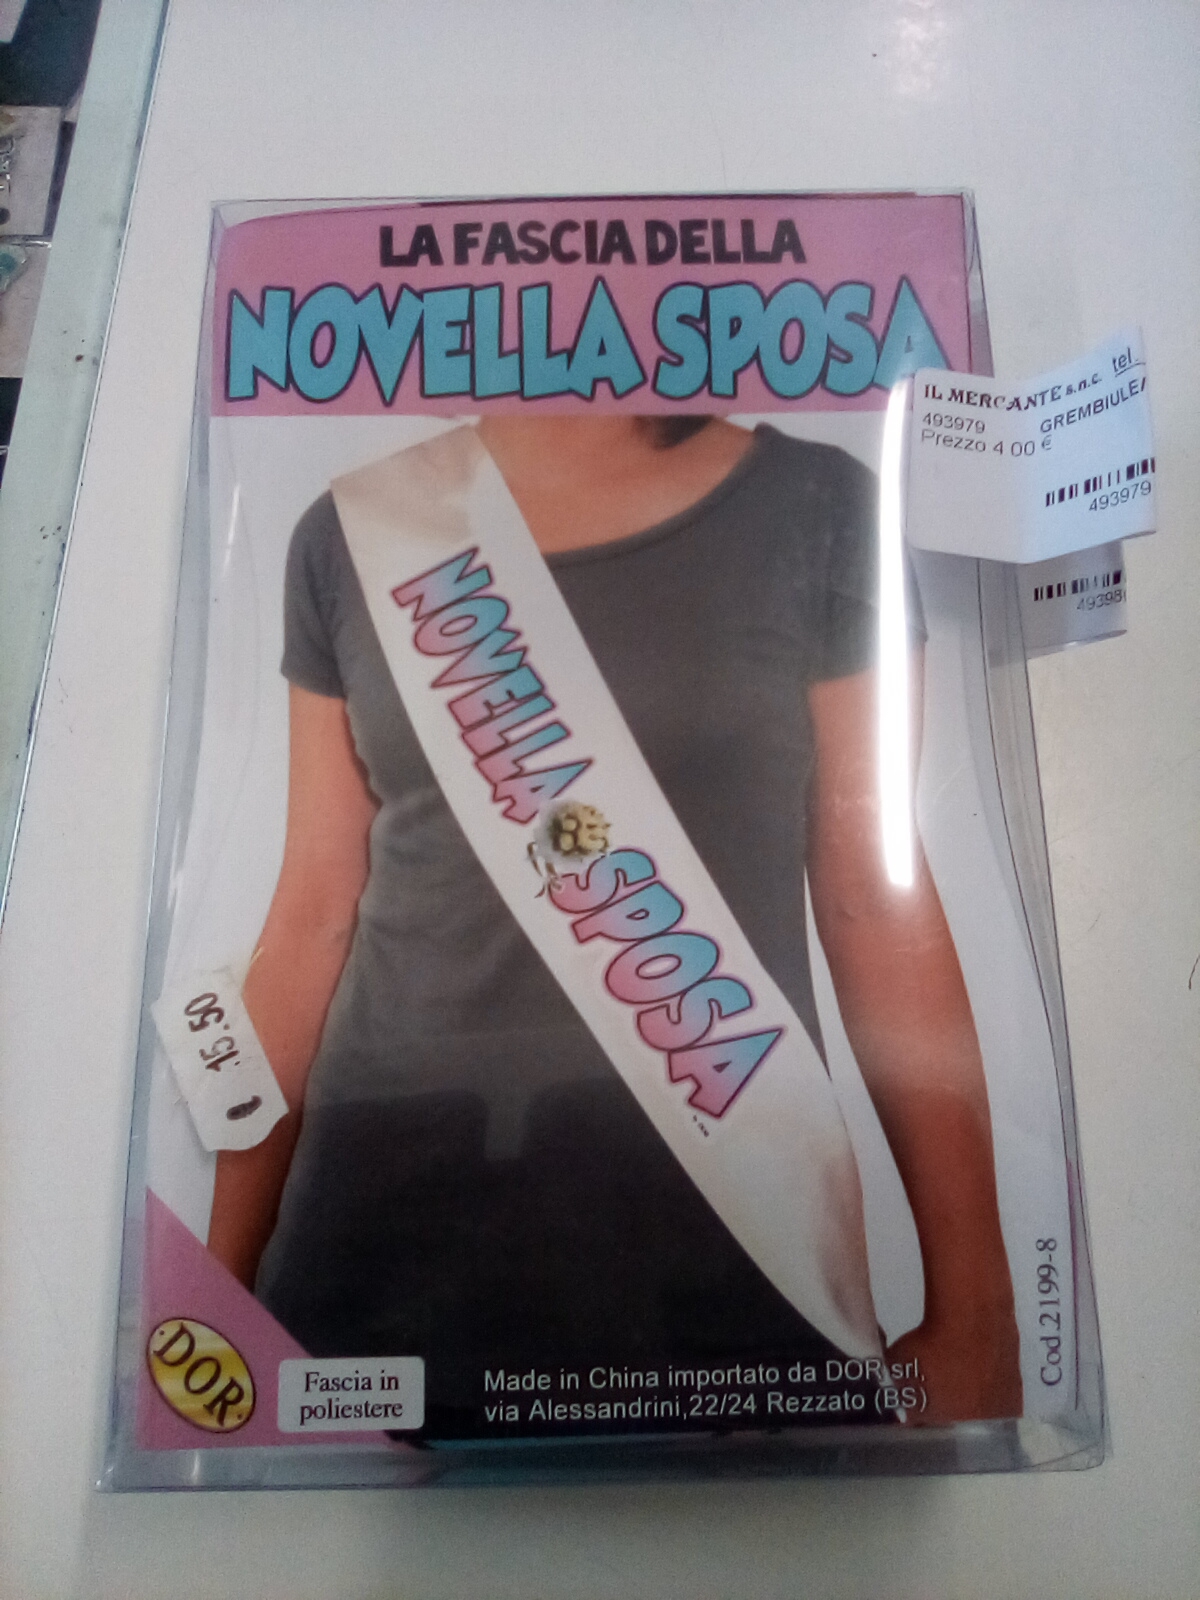 LA FASCIA DELLA
NOVELLA SPOSA
IL MERCANTE s.n.c. tel.
493979 GREMBIULE/
Prezzo 4 00 €
493979
49398
NOVELLA
SPOSA
15.50
Cod.2199-8
DOR
Fascia in
poliestere
Made in China importato da DOR srl,
via Alessandrini,22/24 Rezzato (BS)